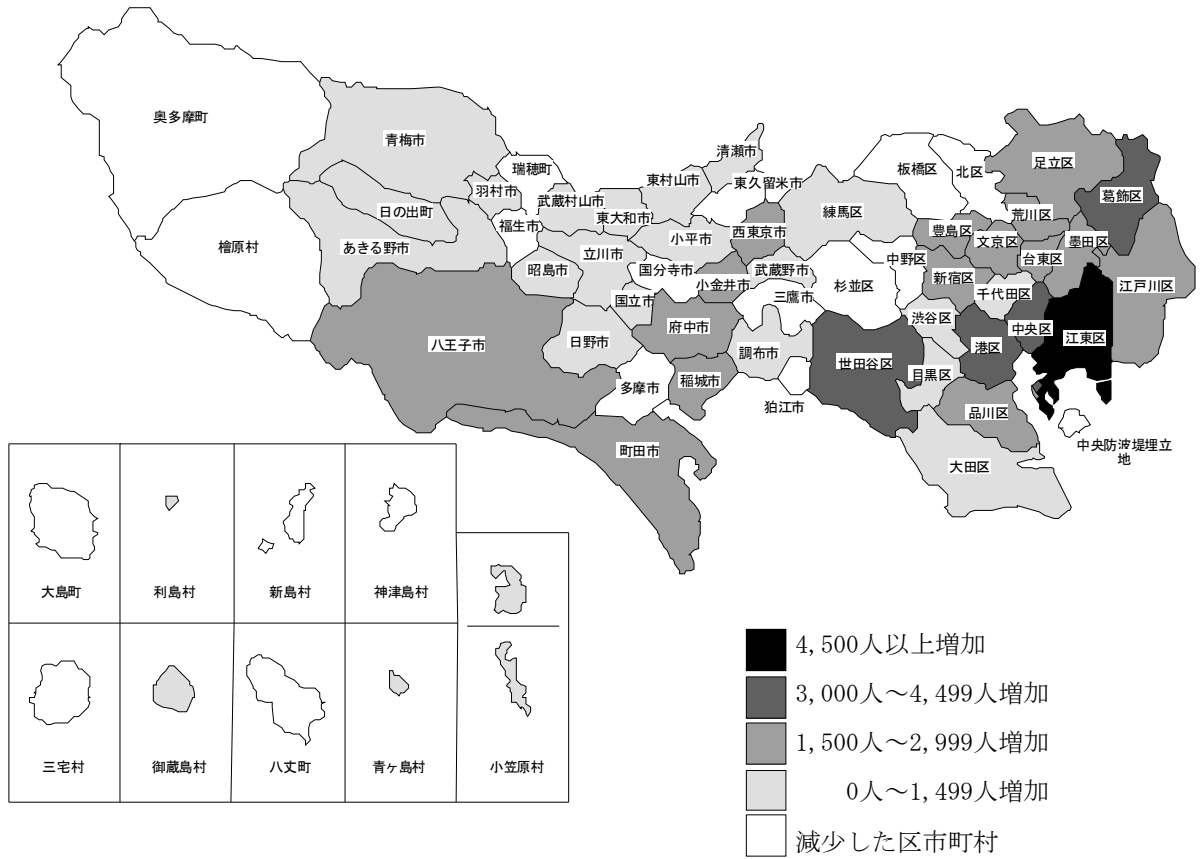 奥多摩町
青梅市
瑞穂町
羽村市
日の出町
福生市
檜原村
あきる野市
武蔵村山市
東大和市
東村山市
清瀬市
東久留米市
昭島市
立川市
小平市
西東京市
練馬区
板橋区
北区
足立区
葛飾区
荒川区
豊島区
文京区
台東区
墨田区
江戸川区
国分寺市
国立市
小金井市
武蔵野市
三鷹市
杉並区
中野区
新宿区
千代田区
渋谷区
港区
中央区
江東区
八王子市
日野市
府中市
調布市
世田谷区
目黒区
多摩市
稲城市
狛江市
品川区
町田市
大田区
中央防波堤埋立
地
大島町
利島村
新島村
神津島村
三宅村
御蔵島村
八丈町
青ヶ島村
小笠原村
4,500人以上増加
3,000人～4,499人増加
1,500人～2,999人増加
0人～1,499人増加
減少した区市町村